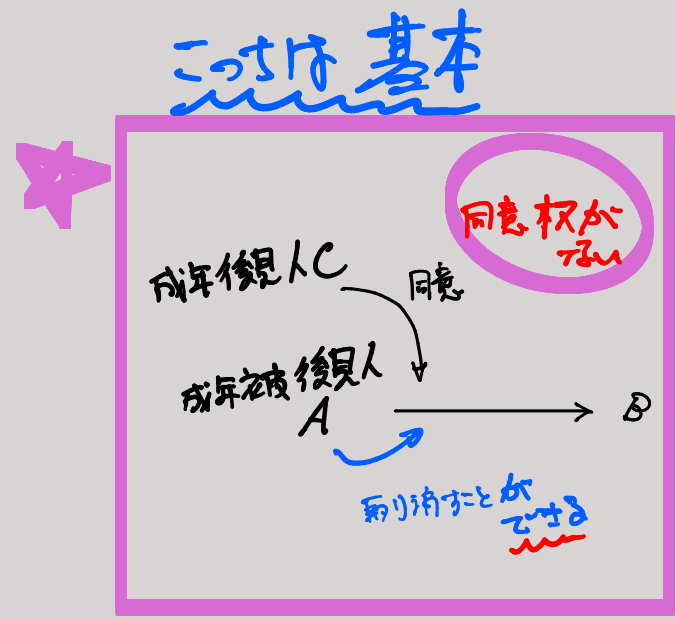 こっちは基本
同意権が
ない
成年後見人C
同意
成年被後見人
A
B
取り消すことが
できる